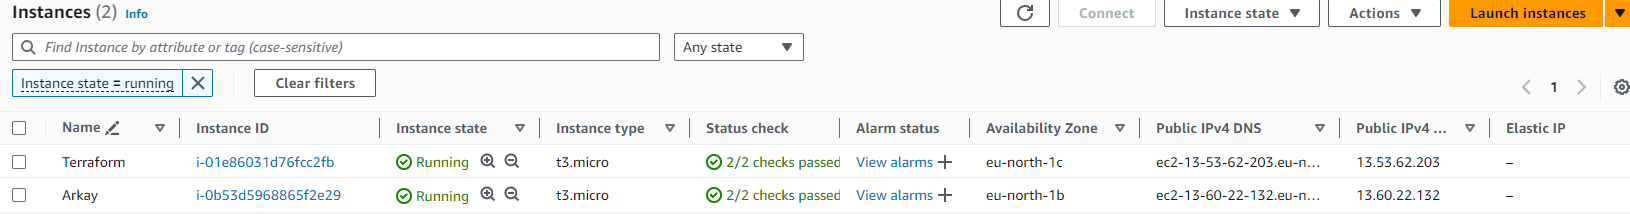 Instances (2) Info Connect Instance state Actions Launch instances
Find Instance by attribute or tag (case-sensitive) Any state
Instance state = running Clear filters 1
Name Instance ID Instance state Instance type Status check Alarm status Availability Zone Public IPv4 DNS Public IPv4 ... Elastic IP
Terraform i-01e86031d76fcc2fb Running t3.micro 2/2 checks passed View alarms + eu-north-1c ec2-13-53-62-203.eu-n... 13.53.62.203 –
Arkay i-0b53d5968865f2e29 Running t3.micro 2/2 checks passed View alarms + eu-north-1b ec2-13-60-22-132.eu-n... 13.60.22.132 –